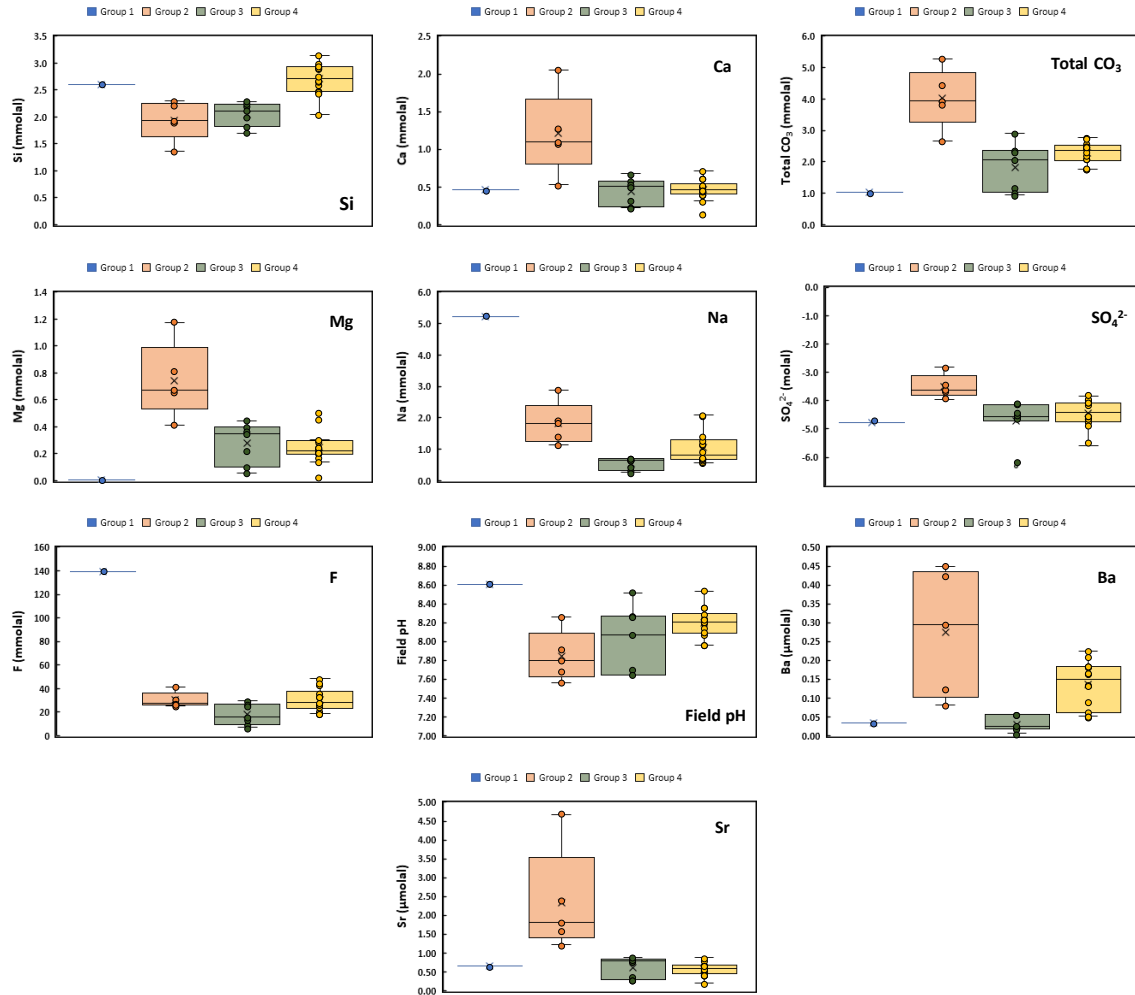 Group 1 Group 2 Group 3 Group 4
Si (mmolal)
3.5
3.0
2.5
2.0
1.5
1.0
0.5
0.0
Si
Group 1 Group 2 Group 3 Group 4
Ca (mmolal)
2.5
2.0
1.5
1.0
0.5
0.0
Ca
Group 1 Group 2 Group 3 Group 4
Total CO₃ (mmolal)
6.0
5.0
4.0
3.0
2.0
1.0
0.0
Total CO₃
Group 1 Group 2 Group 3 Group 4
Mg (mmolal)
1.4
1.2
1.0
0.8
0.6
0.4
0.2
0.0
Mg
Group 1 Group 2 Group 3 Group 4
Na (mmolal)
6.0
5.0
4.0
3.0
2.0
1.0
0.0
Na
Group 1 Group 2 Group 3 Group 4
SO₄²⁻ (molal)
0.0
-1.0
-2.0
-3.0
-4.0
-5.0
-6.0
SO₄²⁻
Group 1 Group 2 Group 3 Group 4
F (mmolal)
160
140
120
100
80
60
40
20
0
F
Group 1 Group 2 Group 3 Group 4
Field pH
9.00
8.80
8.60
8.40
8.20
8.00
7.80
7.60
7.40
7.20
7.00
Field pH
Group 1 Group 2 Group 3 Group 4
Ba (µmolal)
0.50
0.45
0.40
0.35
0.30
0.25
0.20
0.15
0.10
0.05
0.00
Ba
Group 1 Group 2 Group 3 Group 4
Sr (µmolal)
5.00
4.50
4.00
3.50
3.00
2.50
2.00
1.50
1.00
0.50
0.00
Sr